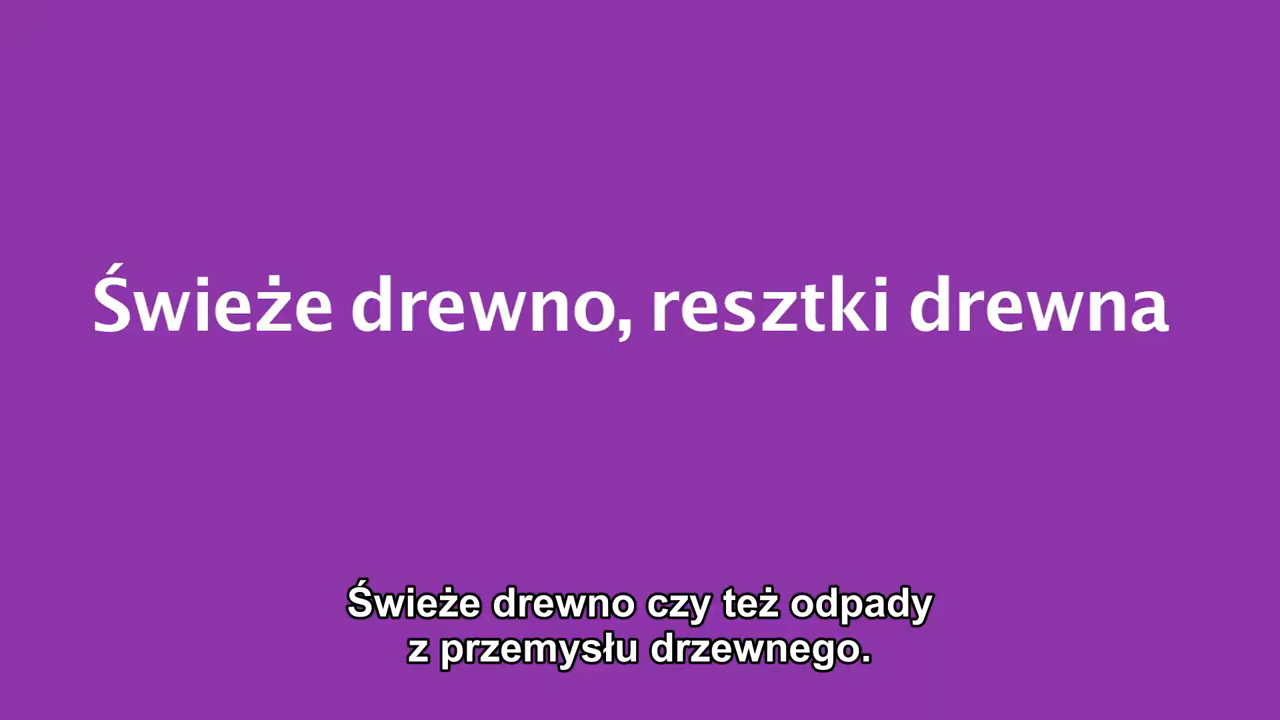 Świeże drewno, resztki drewna
Świeże drewno czy też odpady
z przemysłu drzewnego.